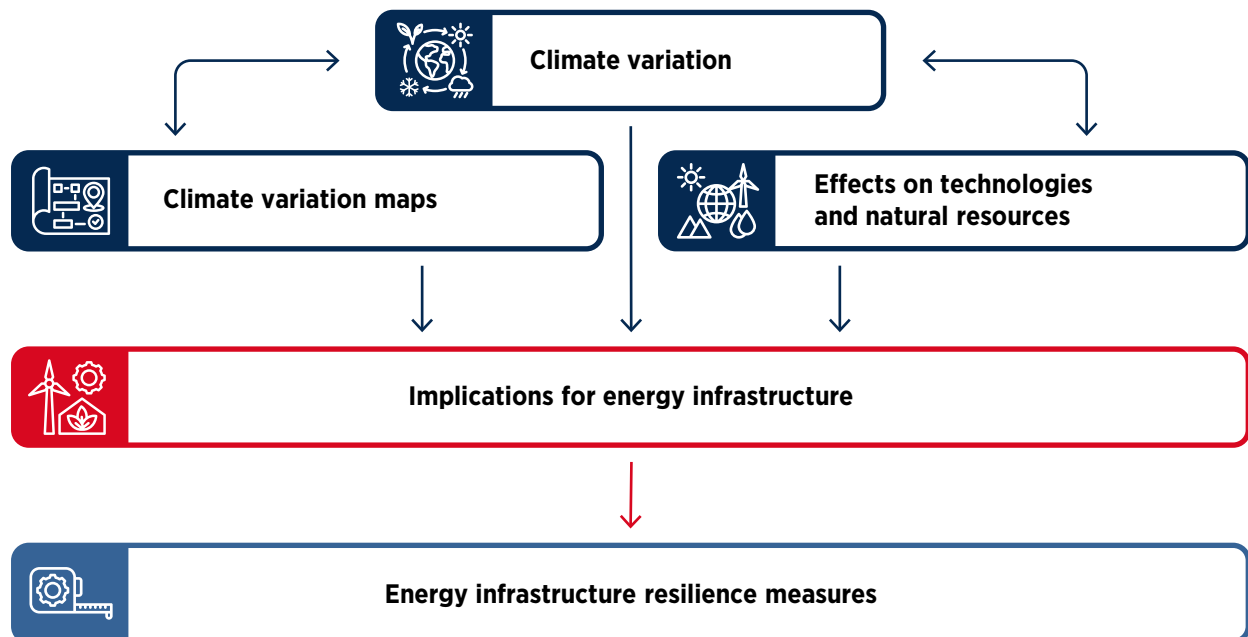 Climate variation
Climate variation maps
Effects on technologies
and natural resources
Implications for energy infrastructure
Energy infrastructure resilience measures